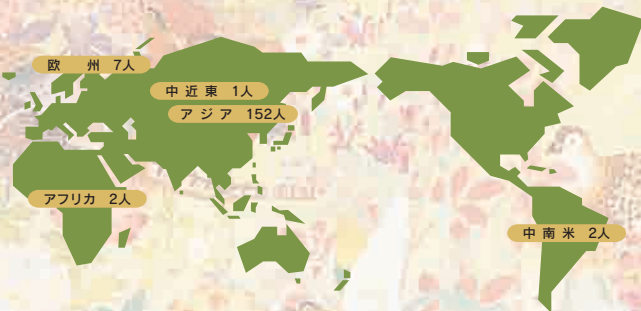 欧　州　7人
中 近 東　1人
ア ジ ア　152人
アフリカ　2人
中 南 米　2人